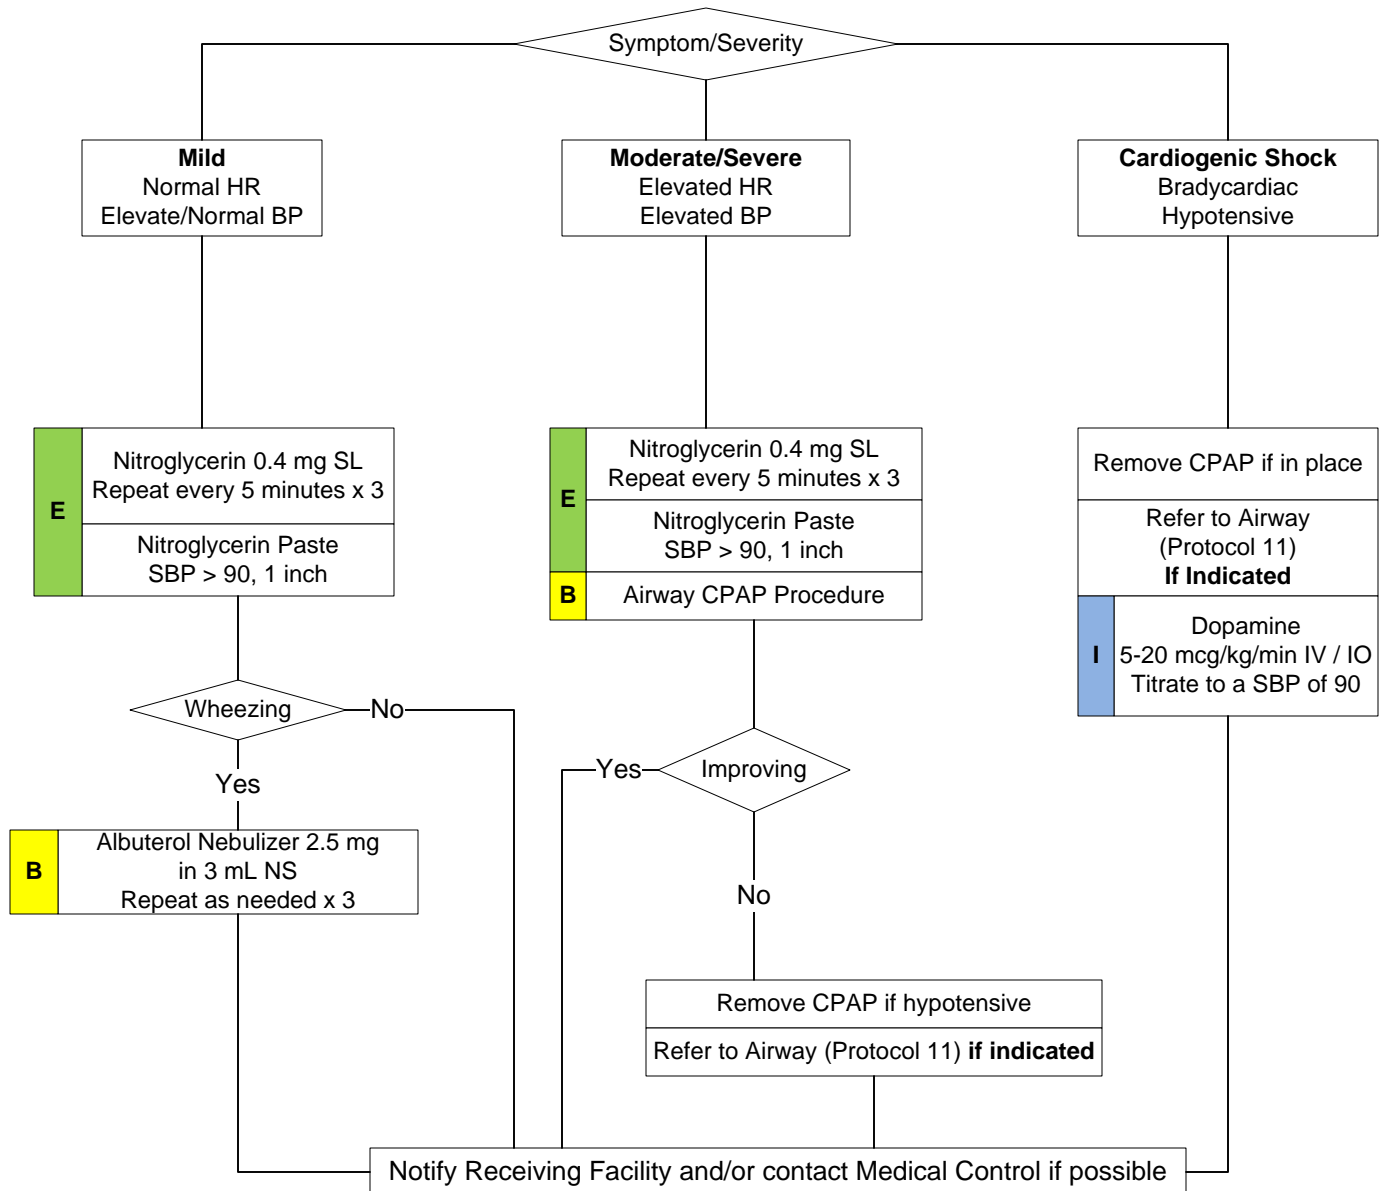 Symptom/Severity
Mild
Normal HR
Elevate/Normal BP
Moderate/Severe
Elevated HR
Elevated BP
Cardiogenic Shock
Bradycardiac
Hypotensive
E
Nitroglycerin 0.4 mg SL
Repeat every 5 minutes x 3
Nitroglycerin Paste
SBP > 90, 1 inch
E
Nitroglycerin 0.4 mg SL
Repeat every 5 minutes x 3
Nitroglycerin Paste
SBP > 90, 1 inch
B
Airway CPAP Procedure
Remove CPAP if in place
Refer to Airway
(Protocol 11)
If Indicated
I
Dopamine
5-20 mcg/kg/min IV / IO
Titrate to a SBP of 90
Wheezing
No
Yes
B
Albuterol Nebulizer 2.5 mg
in 3 mL NS
Repeat as needed x 3
Improving
Yes
No
Remove CPAP if hypotensive
Refer to Airway (Protocol 11) if indicated
Notify Receiving Facility and/or contact Medical Control if possible